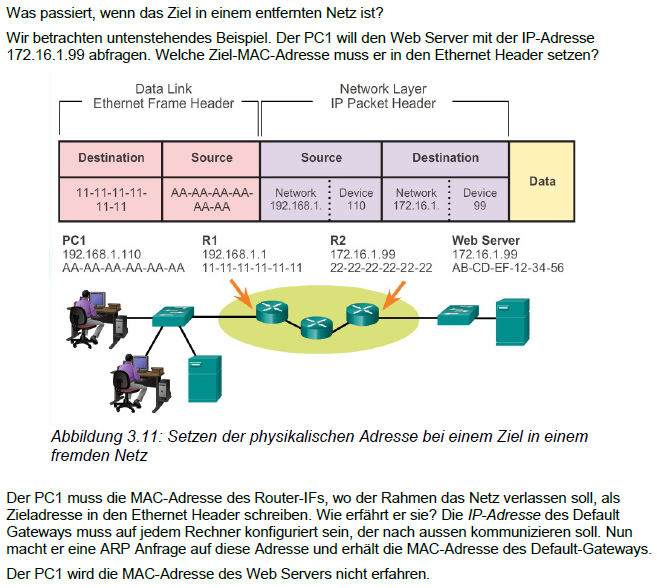 Was passiert, wenn das Ziel in einem entfernten Netz ist?
Wir betrachten untenstehendes Beispiel. Der PC1 will den Web Server mit der IP-Adresse
172.16.1.99 abfragen. Welche Ziel-MAC-Adresse muss er in den Ethernet Header setzen?
Data Link
Ethernet Frame Header
Network Layer
IP Packet Header
Destination
Source
Source
Destination
Data
11-11-11-11-
11-11
AA-AA-AA-AA-
AA-AA
Network
192.168.1.
Device
110
Network
172.16.1.
Device
99
PC1
192.168.1.110
AA-AA-AA-AA-AA-AA
R1
192.168.1.1
11-11-11-11-11-11
R2
172.16.1.99
22-22-22-22-22-22
Web Server
172.16.1.99
AB-CD-EF-12-34-56
Abbildung 3.11: Setzen der physikalischen Adresse bei einem Ziel in einem
fremden Netz
Der PC1 muss die MAC-Adresse des Router-IFs, wo der Rahmen das Netz verlassen soll, als
Zieladresse in den Ethernet Header schreiben. Wie erfährt er sie? Die IP-Adresse des Default
Gateways muss auf jedem Rechner konfiguriert sein, der nach aussen kommunizieren soll. Nun
macht er eine ARP Anfrage auf diese Adresse und erhält die MAC-Adresse des Default-Gateways.
Der PC1 wird die MAC-Adresse des Web Servers nicht erfahren.